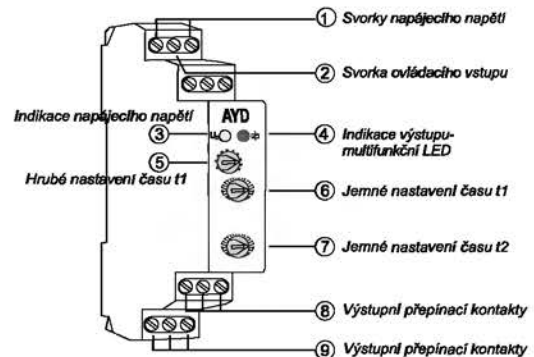 ① Svorky napájecího napětí
② Svorka ovládacího vstupu
Indikace napájecího napětí
③
AYD
④ Indikace výstupu-
multifunkční LED
⑤
Hrubé nastavení času t1
⑥ Jemné nastavení času t1
⑦ Jemné nastavení času t2
⑧ Výstupní přepínací kontakty
⑨ Výstupní přepínací kontakty